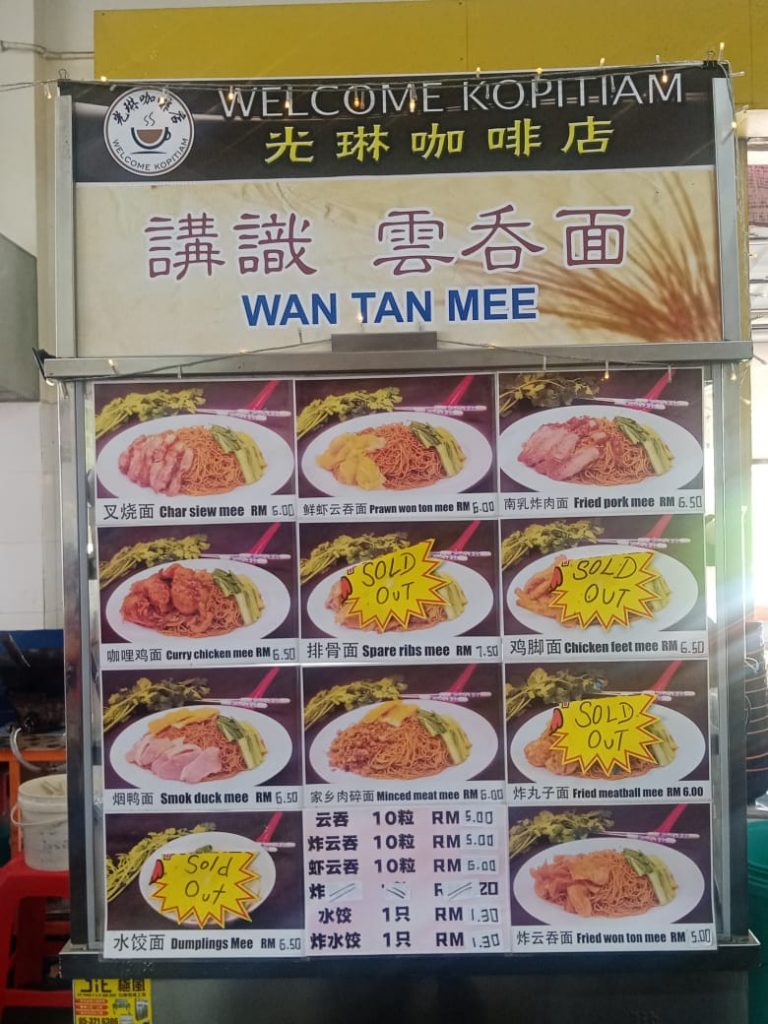 光琳咖啡店
WELCOME KOPITIAM
WELCOME KOPITIAM
光琳咖啡店
講識 雲呑面
WAN TAN MEE
叉烧面 Char siew mee RM 6.00
鲜虾云吞面 Prawn won ton mee RM 6.00
南乳炸肉面 Fried pork mee RM 6.50
咖哩鸡面 Curry chicken mee RM 6.50
SOLD OUT
排骨面 Spare ribs mee RM 7.50
SOLD OUT
鸡脚面 Chicken feet mee RM 6.50
烟鸭面 Smok duck mee RM 6.50
家乡肉碎面 Minced meat mee RM 6.00
SOLD OUT
炸丸子面 Fried meatball mee RM 6.00
Sold Out
水饺面 Dumplings Mee RM 6.50
云吞 10粒 RM 5.00
炸云吞 10粒 RM 5.00
虾云吞 10粒 RM 6.00
炸 20
水饺 1只 RM 1.30
炸水饺 1只 RM 1.30
炸云吞面 Fried won ton mee RM 5.00